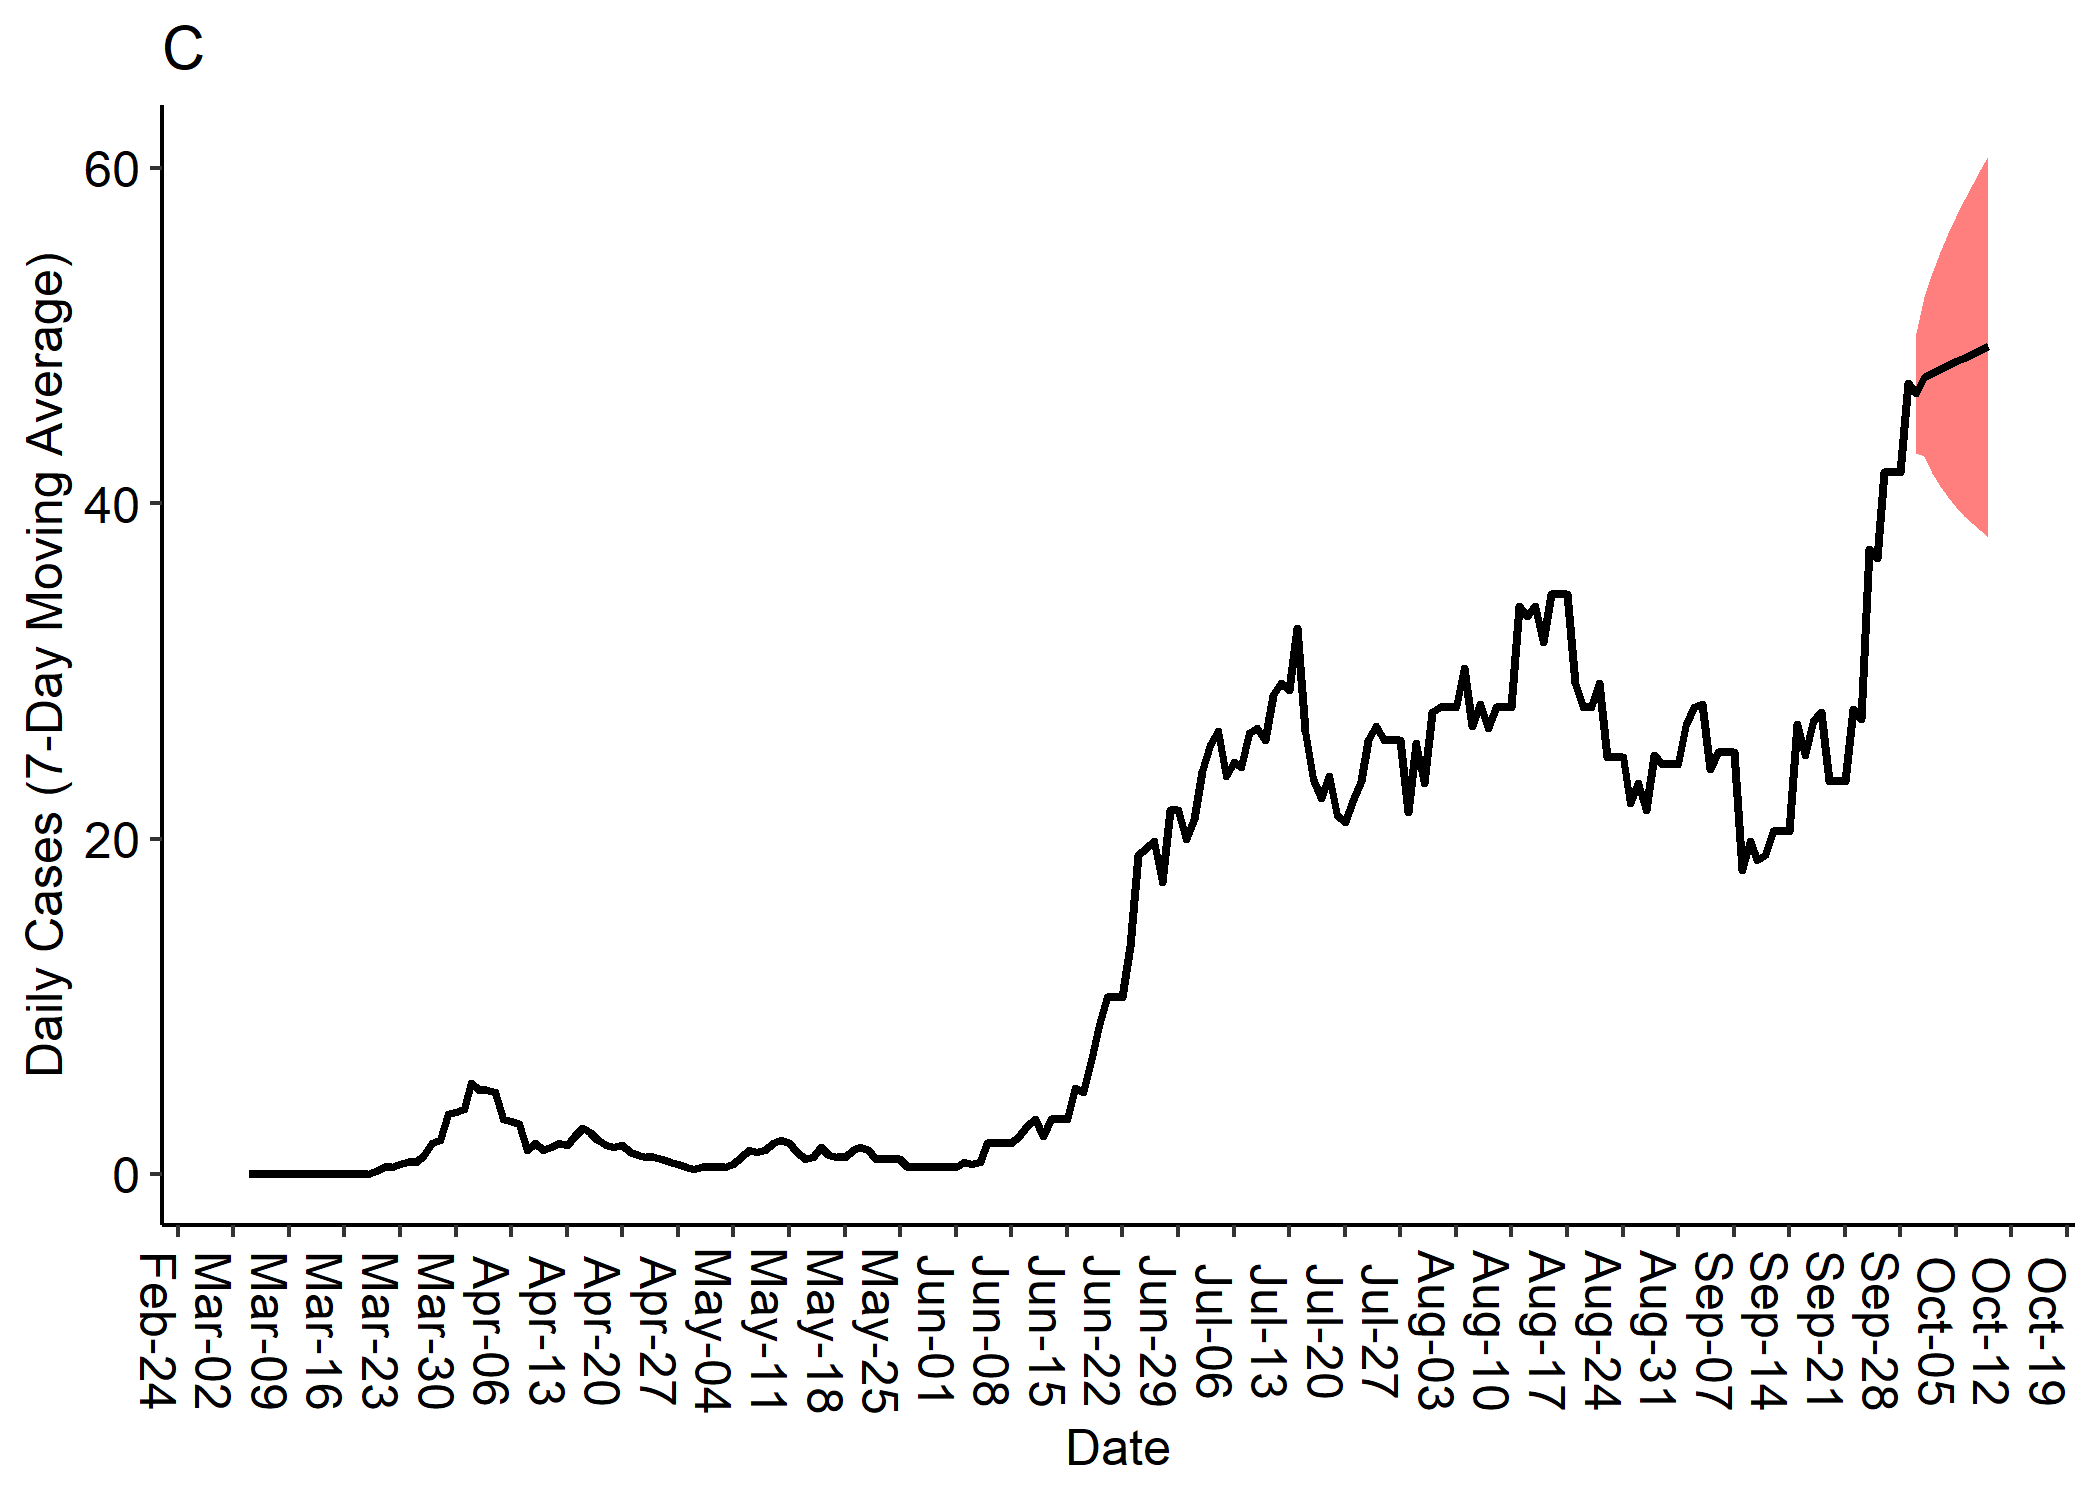 C
Daily Cases (7-Day Moving Average)
60
40
20
0
Feb-24
Mar-02
Mar-09
Mar-16
Mar-23
Mar-30
Apr-06
Apr-13
Apr-20
Apr-27
May-04
May-11
May-18
May-25
Jun-01
Jun-08
Jun-15
Jun-22
Jun-29
Jul-06
Jul-13
Jul-20
Jul-27
Aug-03
Aug-10
Aug-17
Aug-24
Aug-31
Sep-07
Sep-14
Sep-21
Sep-28
Oct-05
Oct-12
Oct-19
Date